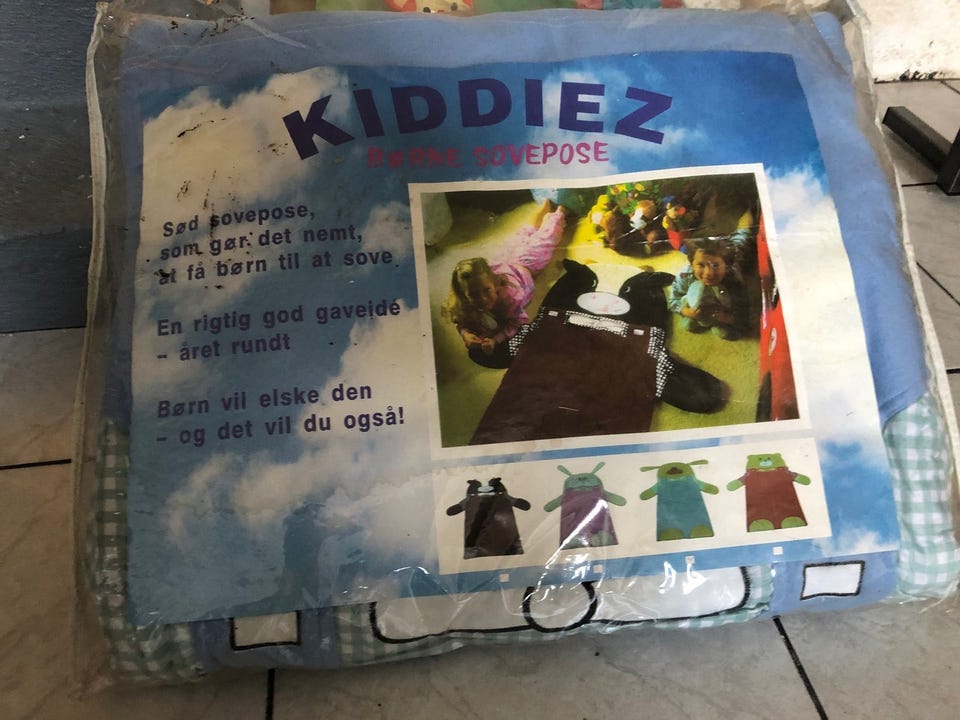 KIDDIEZ
BØRNE SOVEPOSE
Sød sovepose,
som gør det nemt,
at få børn til at sove
En rigtig god gaveidé
- året rundt
Børn vil elske den
- og det vil du også!